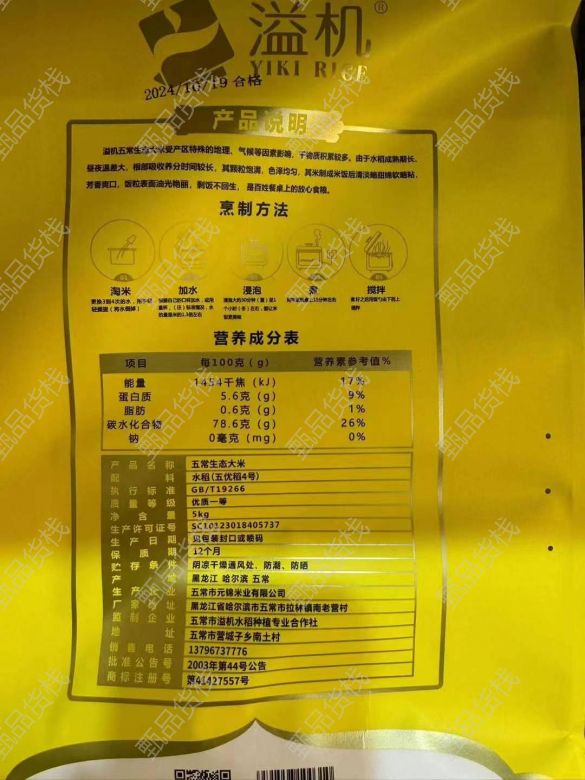 溢机®
YIKI RICE
2024/10/19 合格
产品说明
溢机五常生态大米受产区特殊的地理、气候等因素影响，干物质积累较多。由于水稻成熟期长，
昼夜温差大，根部吸收养分时间较长，其颗粒饱满，色泽均匀，其米制成米饭后清淡略甜绵软略粘，
芳香爽口，饭粒表面油光艳丽，剩饭不回生，是百姓餐桌上的放心食粮。
烹制方法
淘米 加水 浸泡 煮 搅拌
营养成分表
项目 每100克（g） 营养素参考值%
能量 1454千焦（kJ） 17%
蛋白质 5.6克（g） 9%
脂肪 0.6克（g） 1%
碳水化合物 78.6克（g） 26%
钠 0毫克（mg） 0%
产品名称 五常生态大米
配料 水稻(五优稻4号)
执行标准 GB/T19266
质量等级 优质一等
净含量 5kg
生产许可证号 SC10123018405737
生产日期 见包装封口或喷码
保质期 12个月
贮存条件 阴凉干燥通风处、防潮、防晒
产地 黑龙江 哈尔滨 五常
生产企业 五常市元锦米业有限公司
厂家地址 黑龙江省哈尔滨市五常市拉林镇南老营村
监制企业 五常市溢机水稻种植专业合作社
地址 五常市营城子乡南土村
销售电话 13796737776
批准公告号 2003年第44号公告
商标注册号 第41427557号
甄品货栈